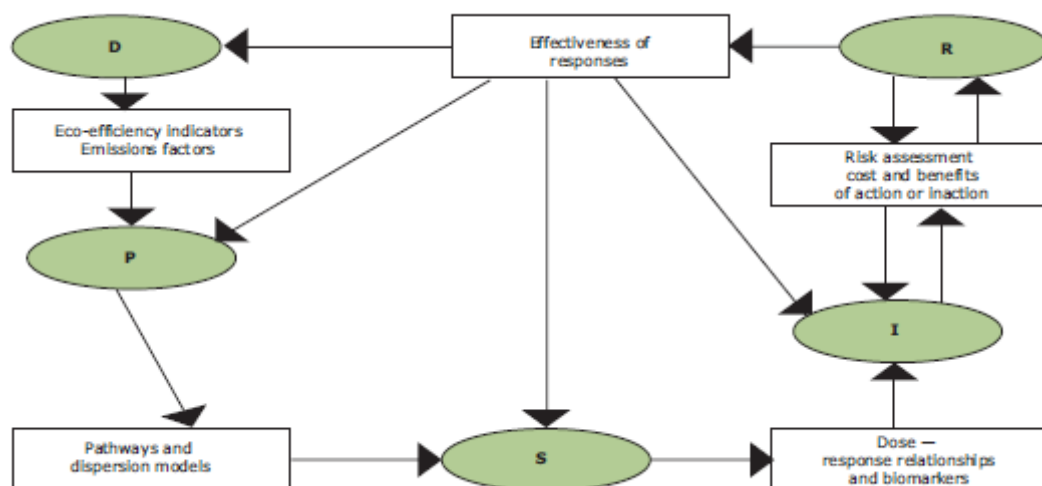 D
Effectiveness of
responses
R
Eco-efficiency indicators
Emissions factors
Risk assessment
cost and benefits
of action or inaction
P
I
Pathways and
dispersion models
S
Dose —
response relationships
and biomarkers